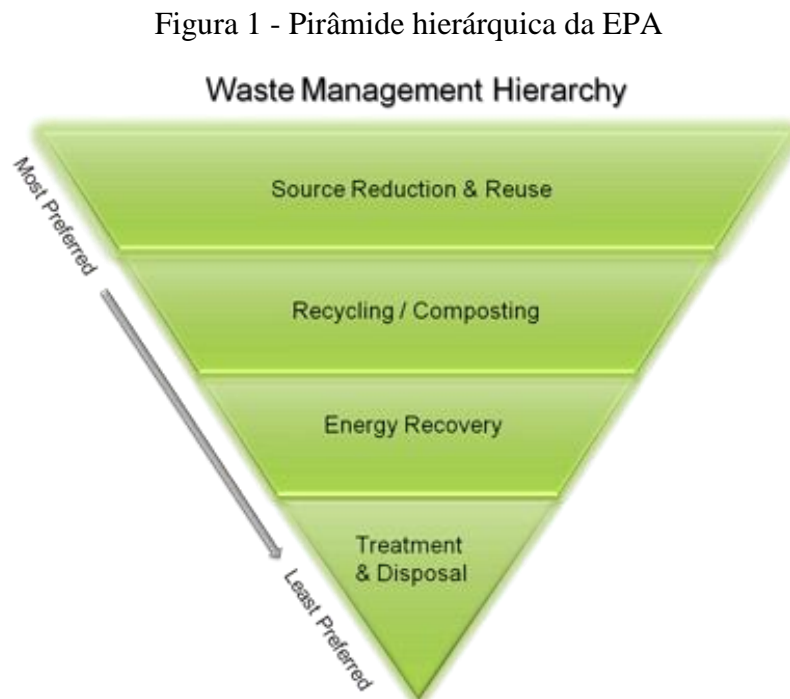 Figura 1 - Pirâmide hierárquica da EPA
Waste Management Hierarchy
Most Preferred
Source Reduction & Reuse
Recycling / Composting
Energy Recovery
Treatment
& Disposal
Least Preferred